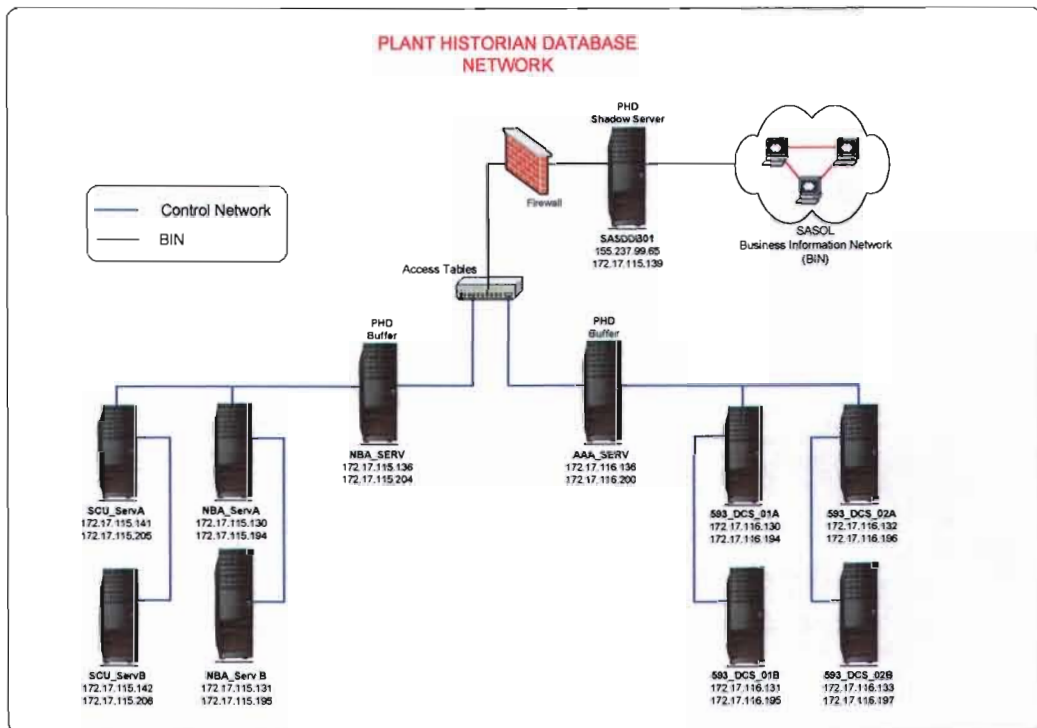 PLANT HISTORIAN DATABASE
NETWORK
PHD
Shadow Server
Firewall
SASDDB01
155.237.99.65
172.17.115.139
SASOL
Business Information Network
(BIN)
Control Network
BIN
Access Tables
PHD
Buffer
NBA_SERV
172.17.115.136
172.17.115.204
PHD
Buffer
AAA_SERV
172.17.116.136
172.17.116.200
SCU_ServA
172.17.115.141
172.17.115.205
NBA_ServA
172.17.115.130
172.17.115.194
593_DCS_01A
172.17.116.130
172.17.116.194
593_DCS_02A
172.17.116.132
172.17.116.196
SCU_ServB
172.17.115.142
172.17.115.206
NBA_Serv B
172.17.115.131
172.17.115.195
593_DCS_01B
172.17.116.131
172.17.116.195
593_DCS_02B
172.17.116.133
172.17.116.197